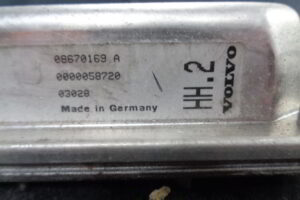 08670169 A
0000058720
03028
Made in Germany
HH.2
VOLVO